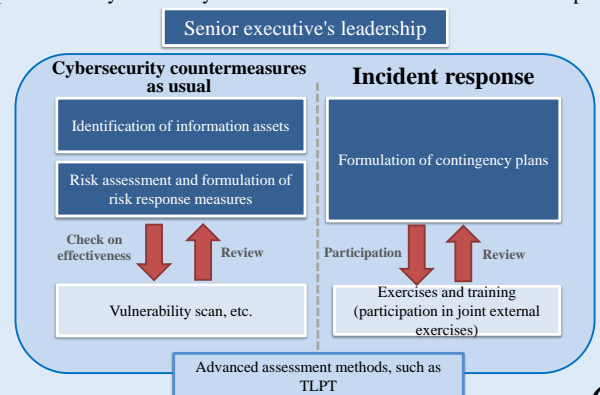 Senior executive's leadership
Cybersecurity countermeasures
as usual
Identification of information assets
Risk assessment and formulation of
risk response measures
Check on
effectiveness
Review
Vulnerability scan, etc.
Incident response
Formulation of contingency plans
Participation
Review
Exercises and training
(participation in joint external
exercises)
Advanced assessment methods, such as
TLPT